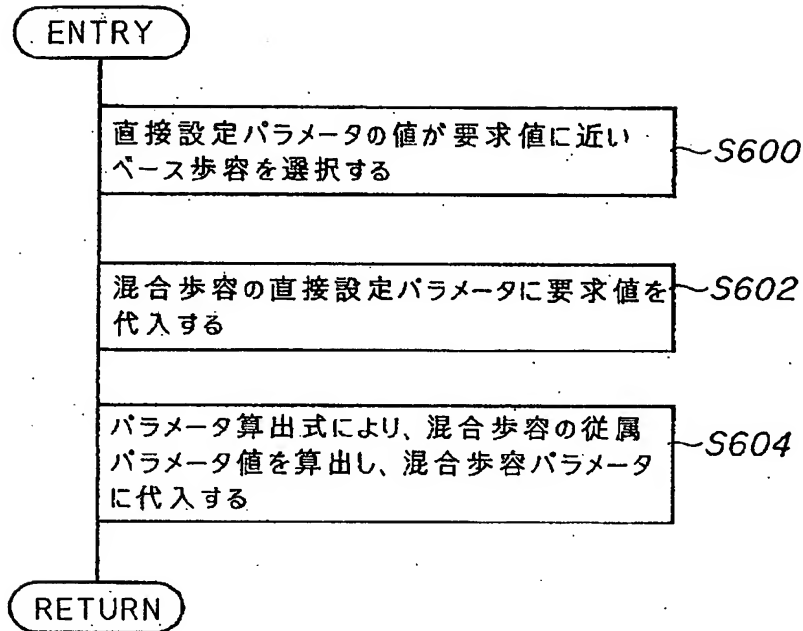 ENTRY
直接設定パラメータの値が要求値に近い
ベース歩容を選択する
S600
混合歩容の直接設定パラメータに要求値を
代入する
S602
パラメータ算出式により、混合歩容の従属
パラメータ値を算出し、混合歩容パラメータ
に代入する
S604
RETURN